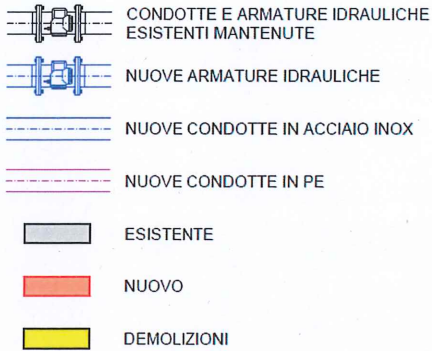 CONDOTTE E ARMATURE IDRAULICHE
ESISTENTI MANTENUTE
NUOVE ARMATURE IDRAULICHE
NUOVE CONDOTTE IN ACCIAIO INOX
NUOVE CONDOTTE IN PE
ESISTENTE
NUOVO
DEMOLIZIONI